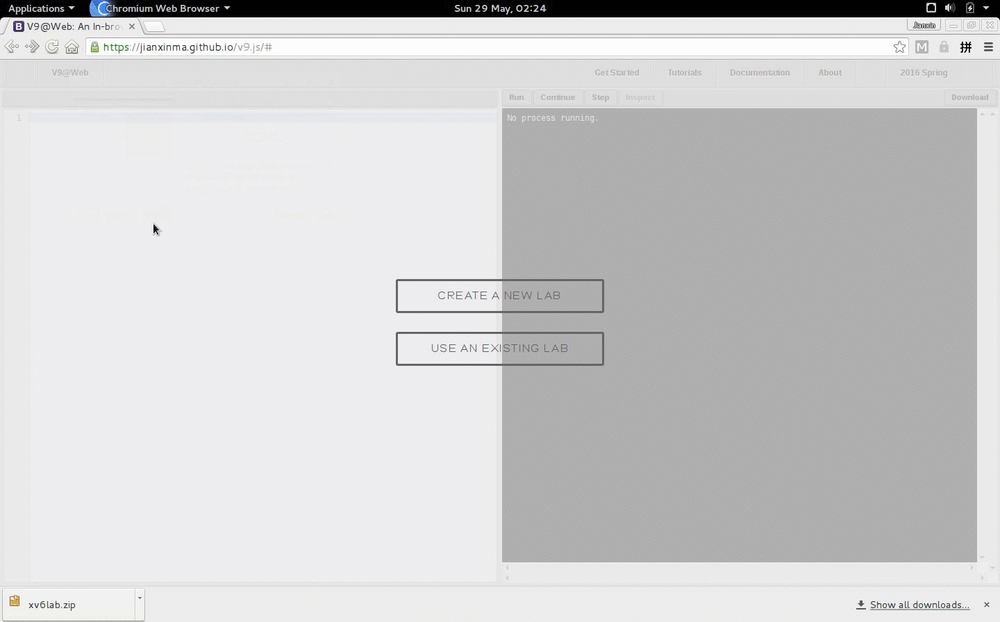 Applications
Chromium Web Browser
Sun 29 May, 02:24
V9@Web: An In-bro
Jianxin
https://jianxinma.github.io/v9.js/#
M
拼
V9@Web
Get Started
Tutorials
Documentation
About
2016 Spring
Run
Continue
Step
Inspect
Download
1
No process running.
CREATE A NEW LAB
USE AN EXISTING LAB
xv6lab.zip
Show all downloads...